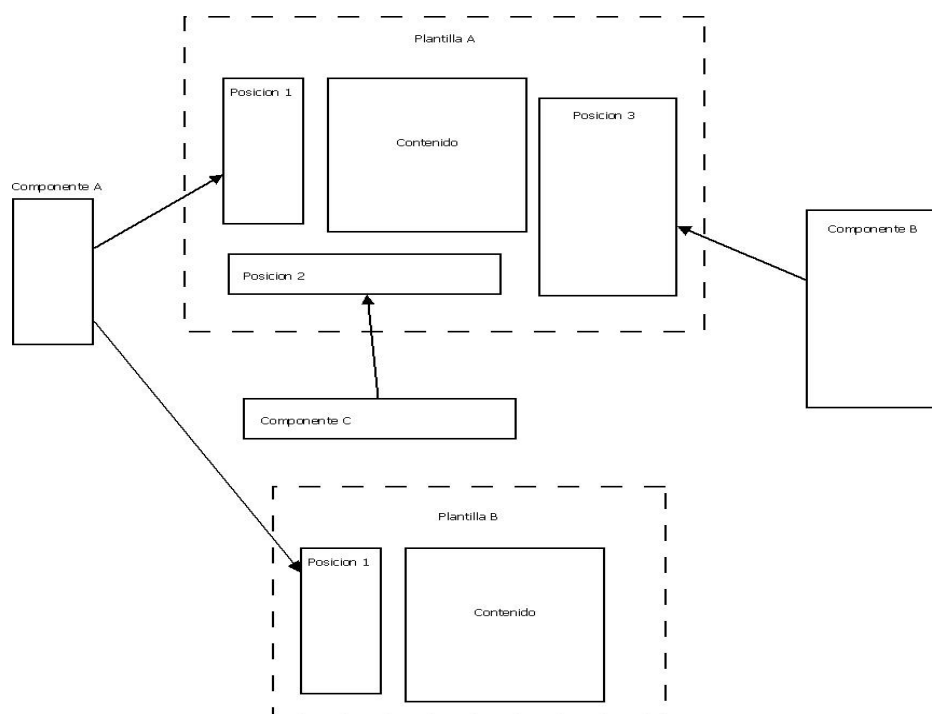 Plantilla A
Posicion 1
Contenido
Posicion 3
Componente A
Componente B
Posicion 2
Componente C
Plantilla B
Posicion 1
Contenido